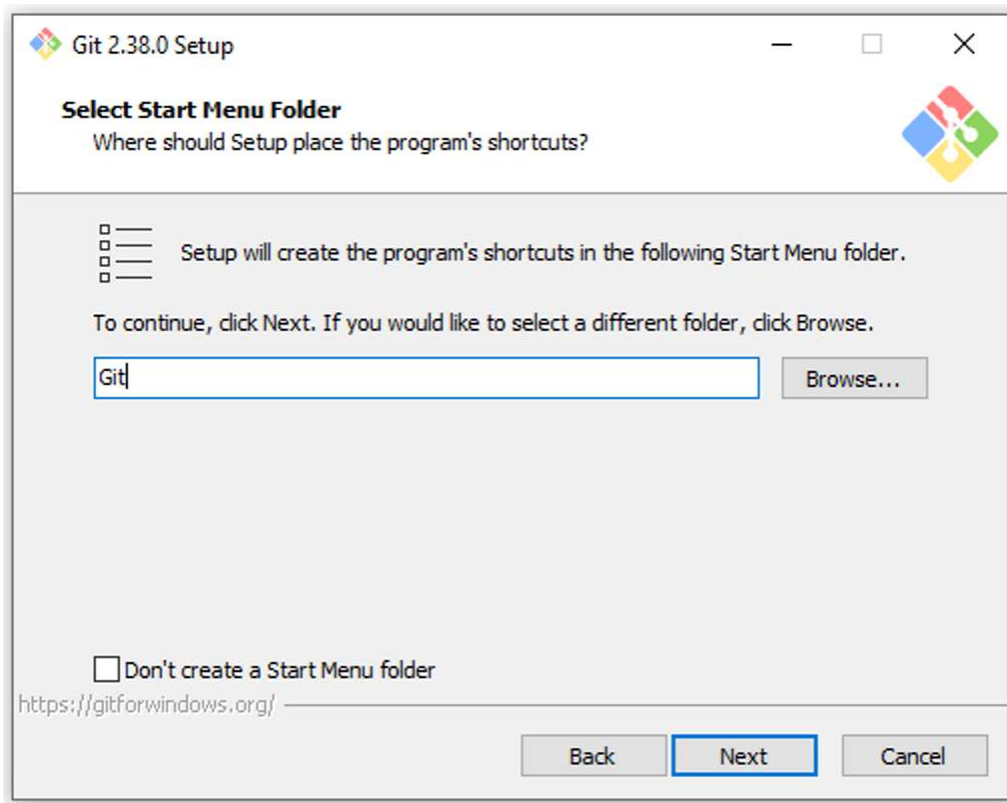 Git 2.38.0 Setup
Select Start Menu Folder
Where should Setup place the program's shortcuts?
Setup will create the program's shortcuts in the following Start Menu folder.
To continue, click Next. If you would like to select a different folder, click Browse.
Git
Browse...
Don't create a Start Menu folder
https://gitforwindows.org/
Back
Next
Cancel